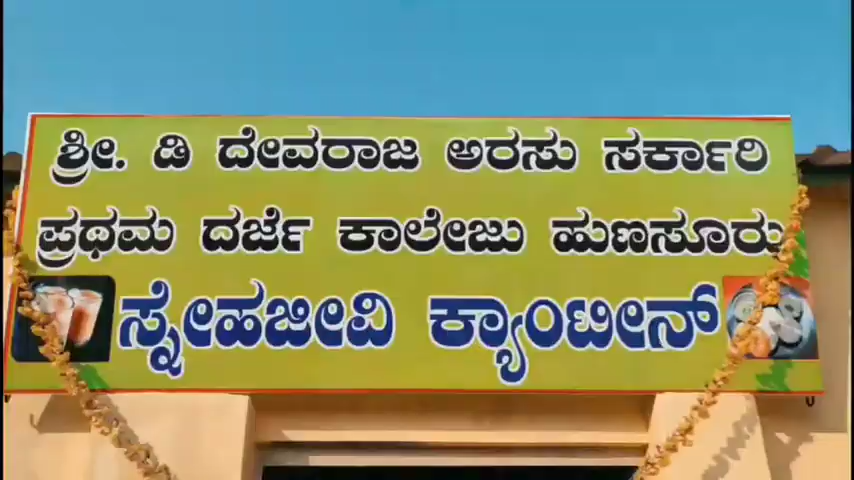 ಶ್ರೀ. ಡಿ ದೇವರಾಜ ಅರಸು ಸರ್ಕಾರಿ
ಪ್ರಥಮ ದರ್ಜೆ ಕಾಲೇಜು ಹುಣಸೂರು
ಸ್ನೇಹಜೀವಿ ಕ್ಯಾಂಟೀನ್